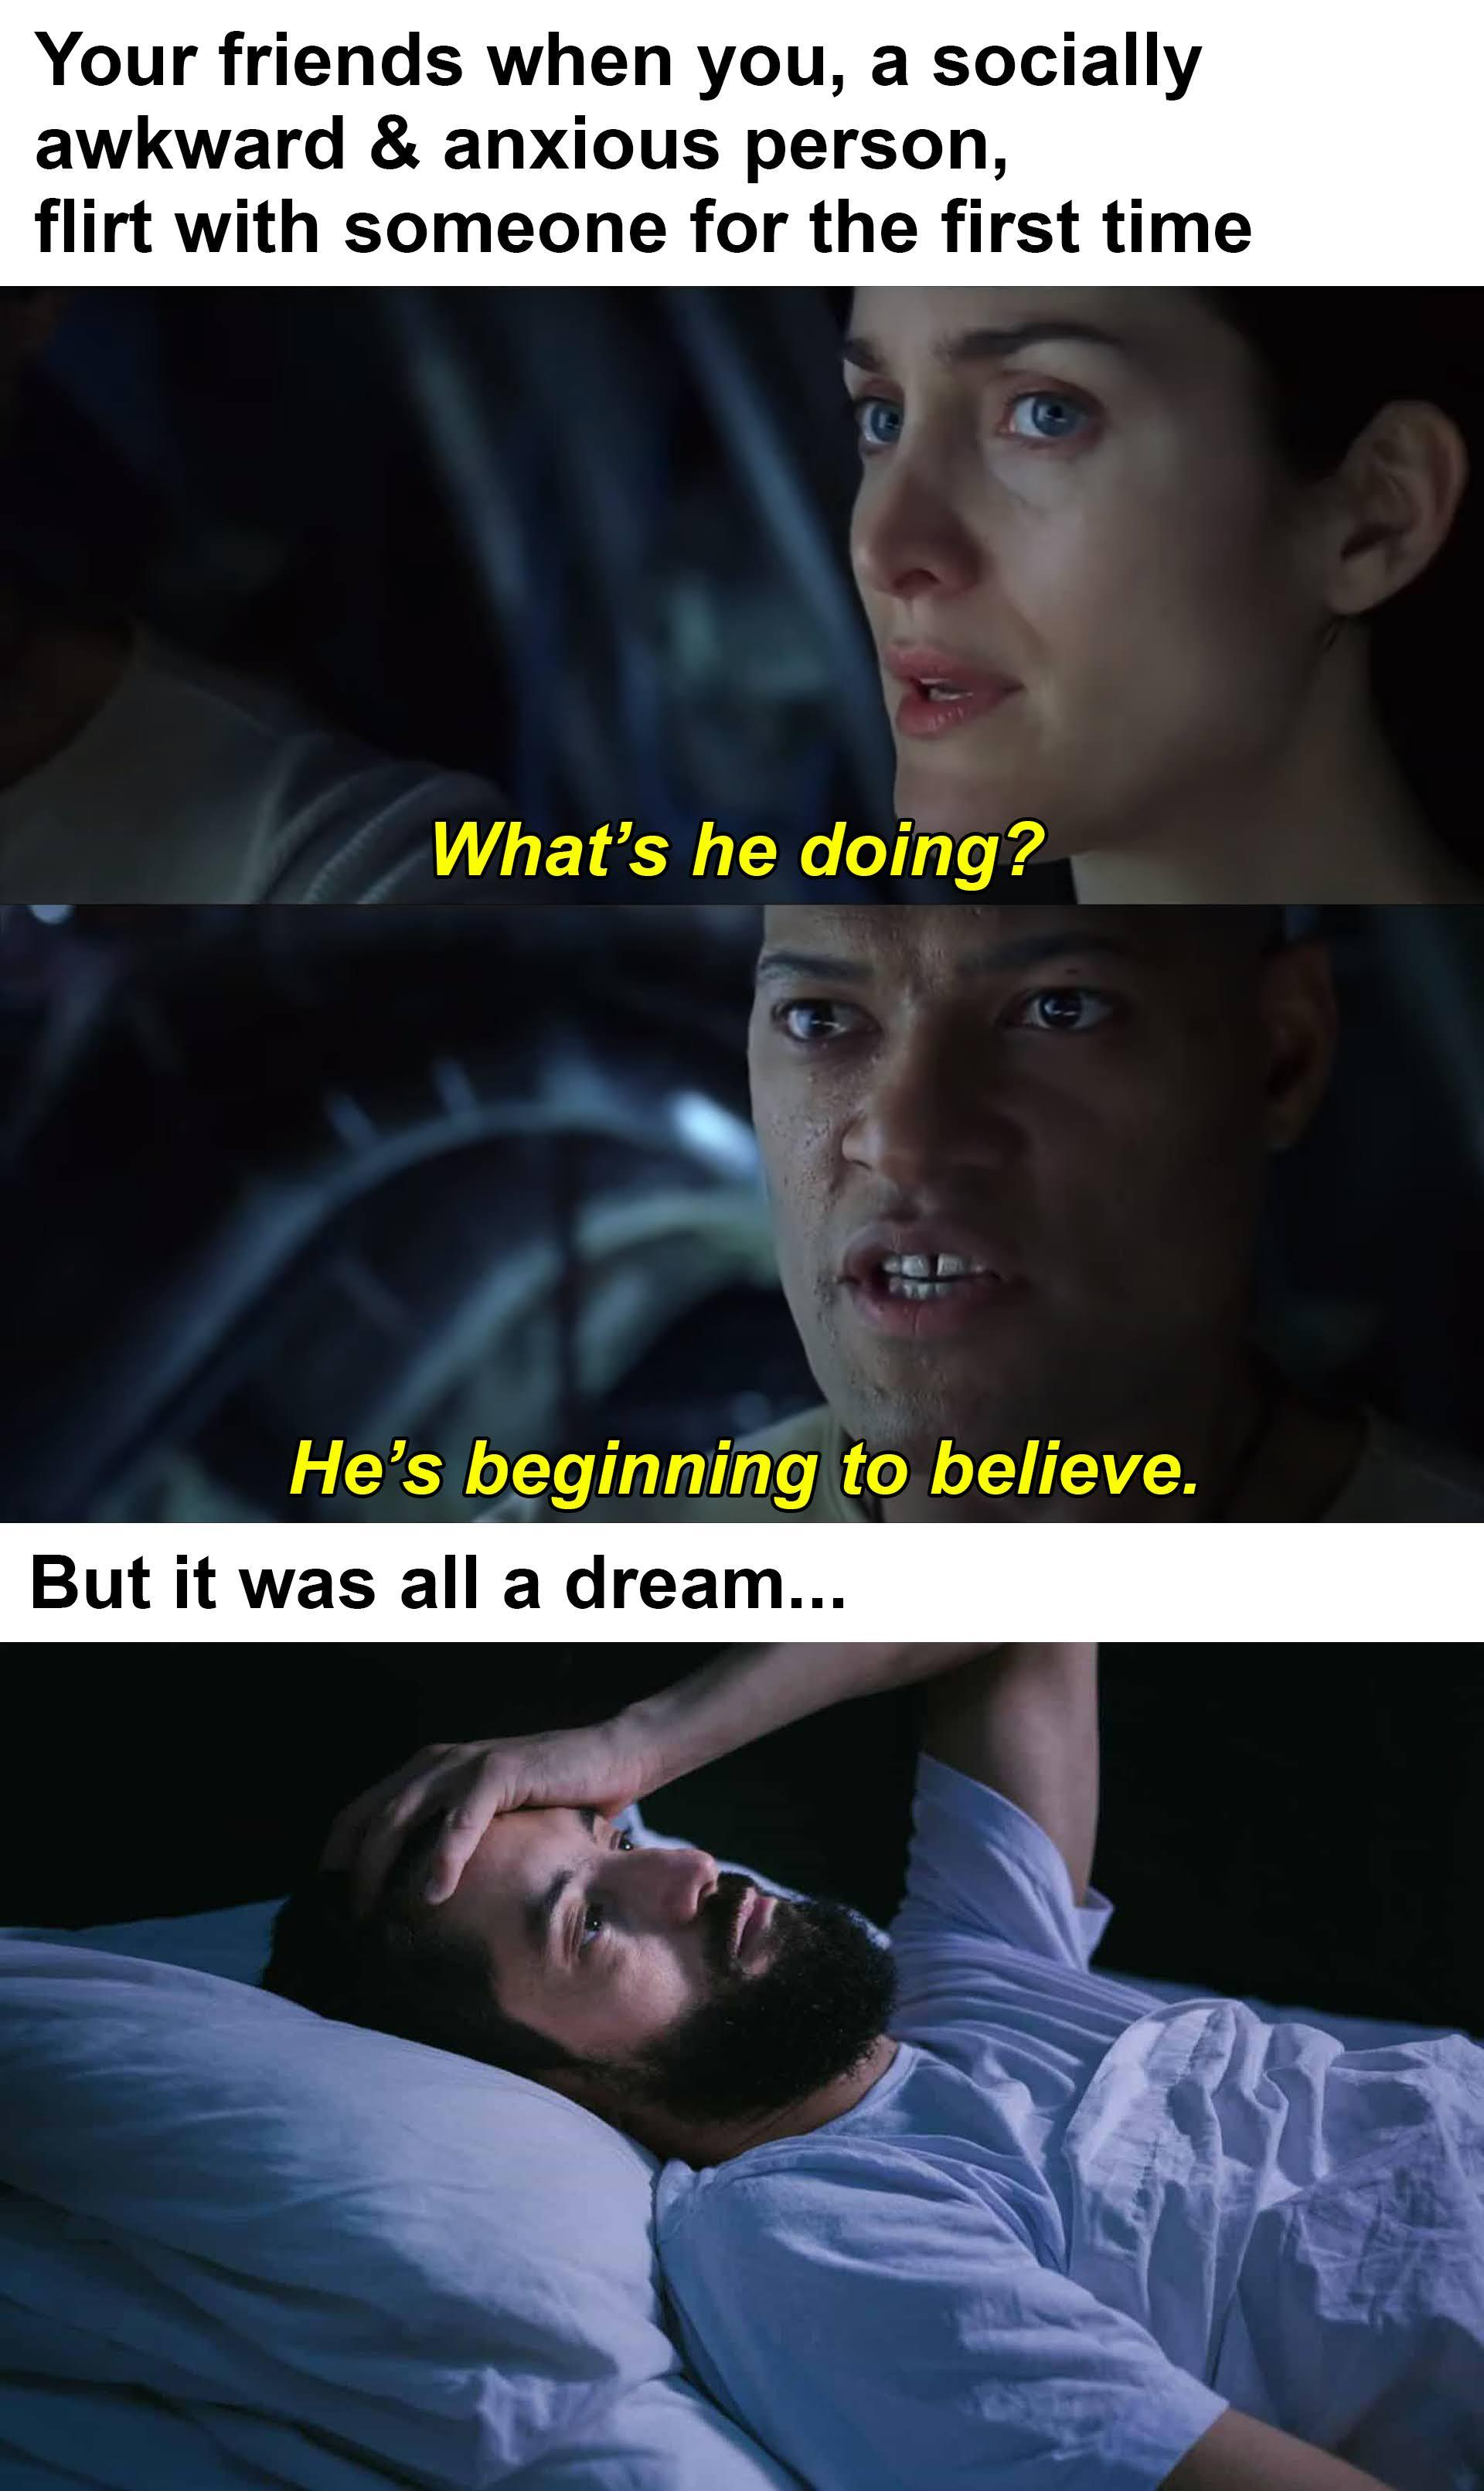 Your friends when you, a socially
awkward & anxious person,
flirt with someone for the first time
What’s he doing?
He’s beginning to believe.
But it was all a dream...